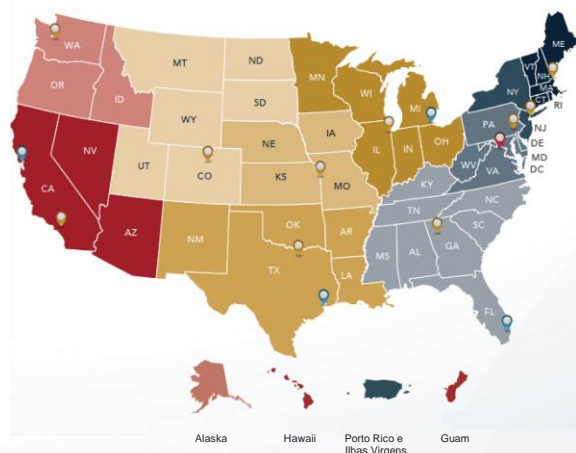 WA
MT
ND
MN
WI
MI
ME
VT
NH
MA
CT
RI
NY
OR
ID
WY
SD
IA
NE
IL
IN
OH
PA
NJ
DE
MD
DC
WV
VA
NV
UT
CO
KS
MO
KY
CA
AZ
NM
OK
AR
TN
NC
SC
TX
LA
MS
AL
GA
FL
Alaska
Hawaii
Porto Rico e
Ilhas Virgens
Guam